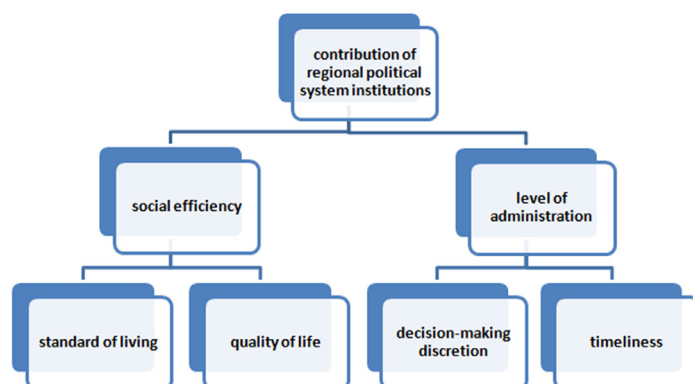 contribution of
regional political
system institutions
social efficiency
level of
administration
standard of living
quality of life
decision-making
discretion
timeliness